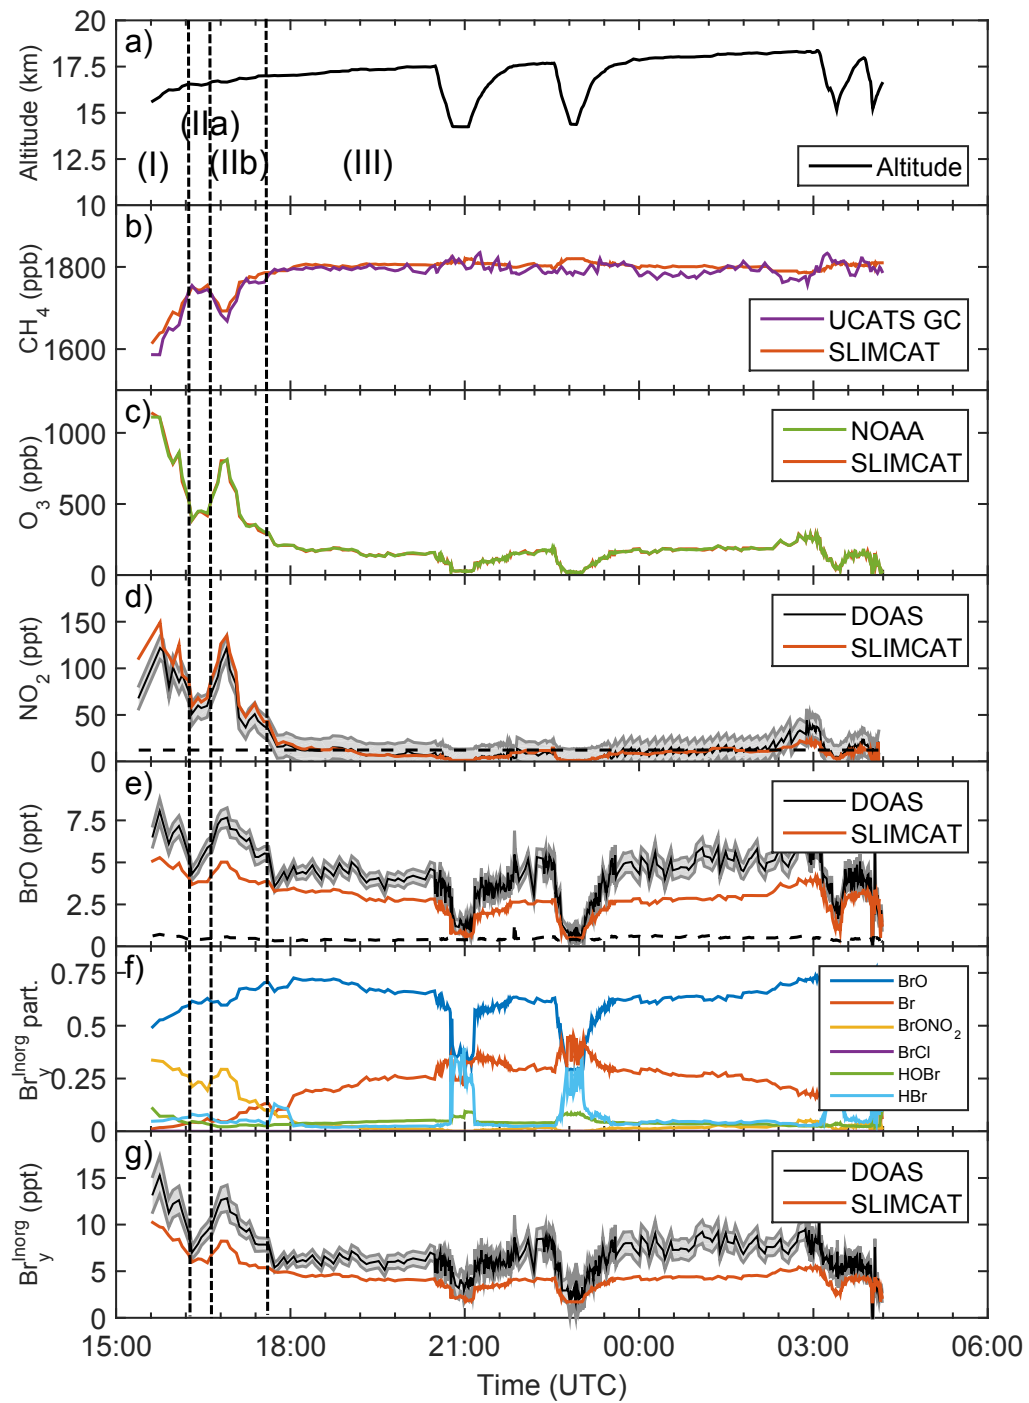 a)
Altitude (km)
20
17.5
15
12.5
10
(I)
(IIa)
(IIb)
(III)
Altitude
b)
CH4 (ppb)
1800
1600
UCATS GC
SLIMCAT
c)
O3 (ppb)
1000
500
0
NOAA
SLIMCAT
d)
NO2 (ppt)
150
100
50
0
DOAS
SLIMCAT
e)
BrO (ppt)
7.5
5
2.5
0
DOAS
SLIMCAT
f)
Bry^Inorg part.
0.75
0.5
0.25
0
BrO
Br
BrONO2
BrCl
HOBr
HBr
g)
Bry^Inorg (ppt)
15
10
5
0
DOAS
SLIMCAT
15:00 18:00 21:00 00:00 03:00 06:00
Time (UTC)